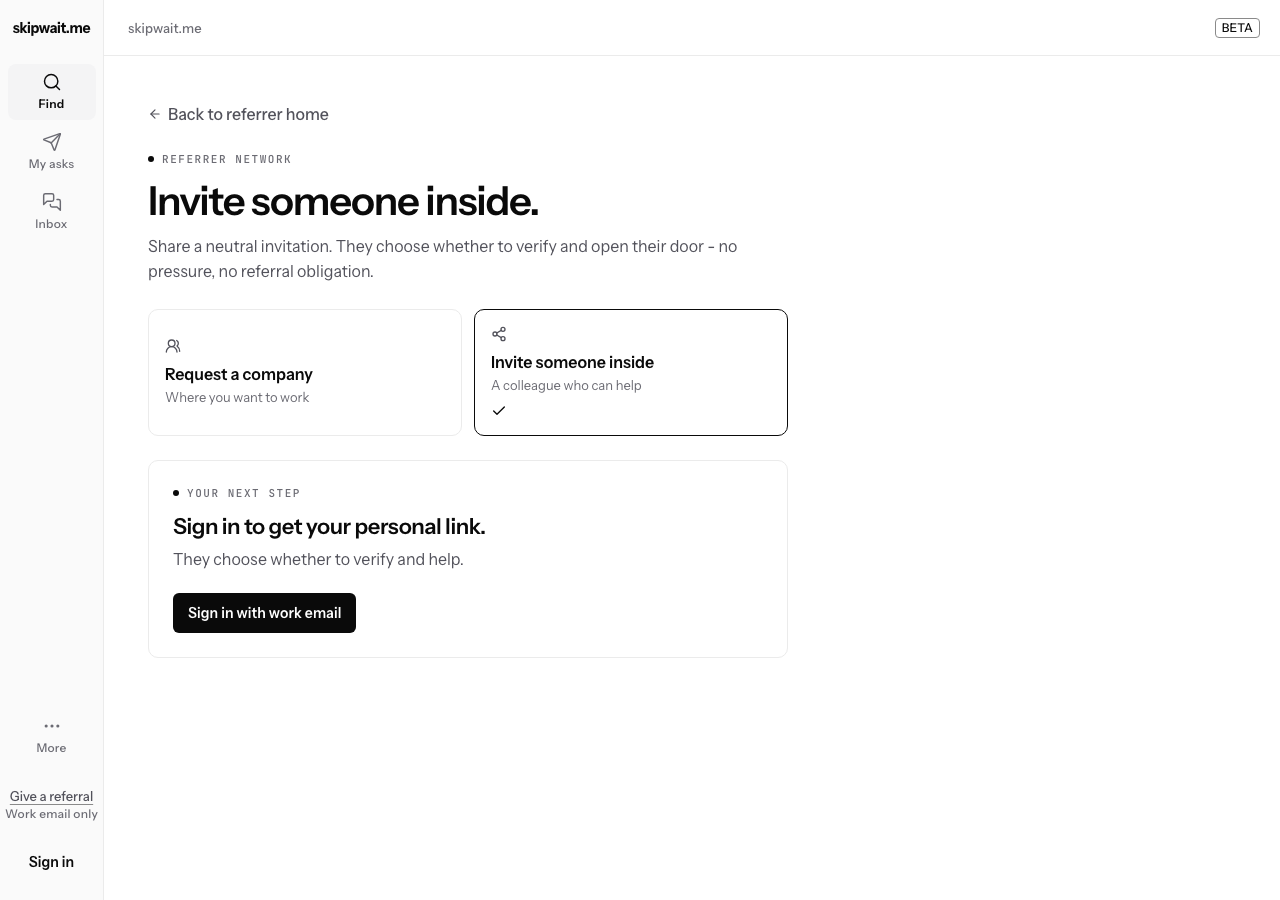 skipwait.me
skipwait.me
BETA
Find
My asks
Inbox
Back to referrer home
REFERRER NETWORK
Invite someone inside.
Share a neutral invitation. They choose whether to verify and open their door - no
pressure, no referral obligation.
Request a company
Where you want to work
Invite someone inside
A colleague who can help
YOUR NEXT STEP
Sign in to get your personal link.
They choose whether to verify and help.
Sign in with work email
More
Give a referral
Work email only
Sign in